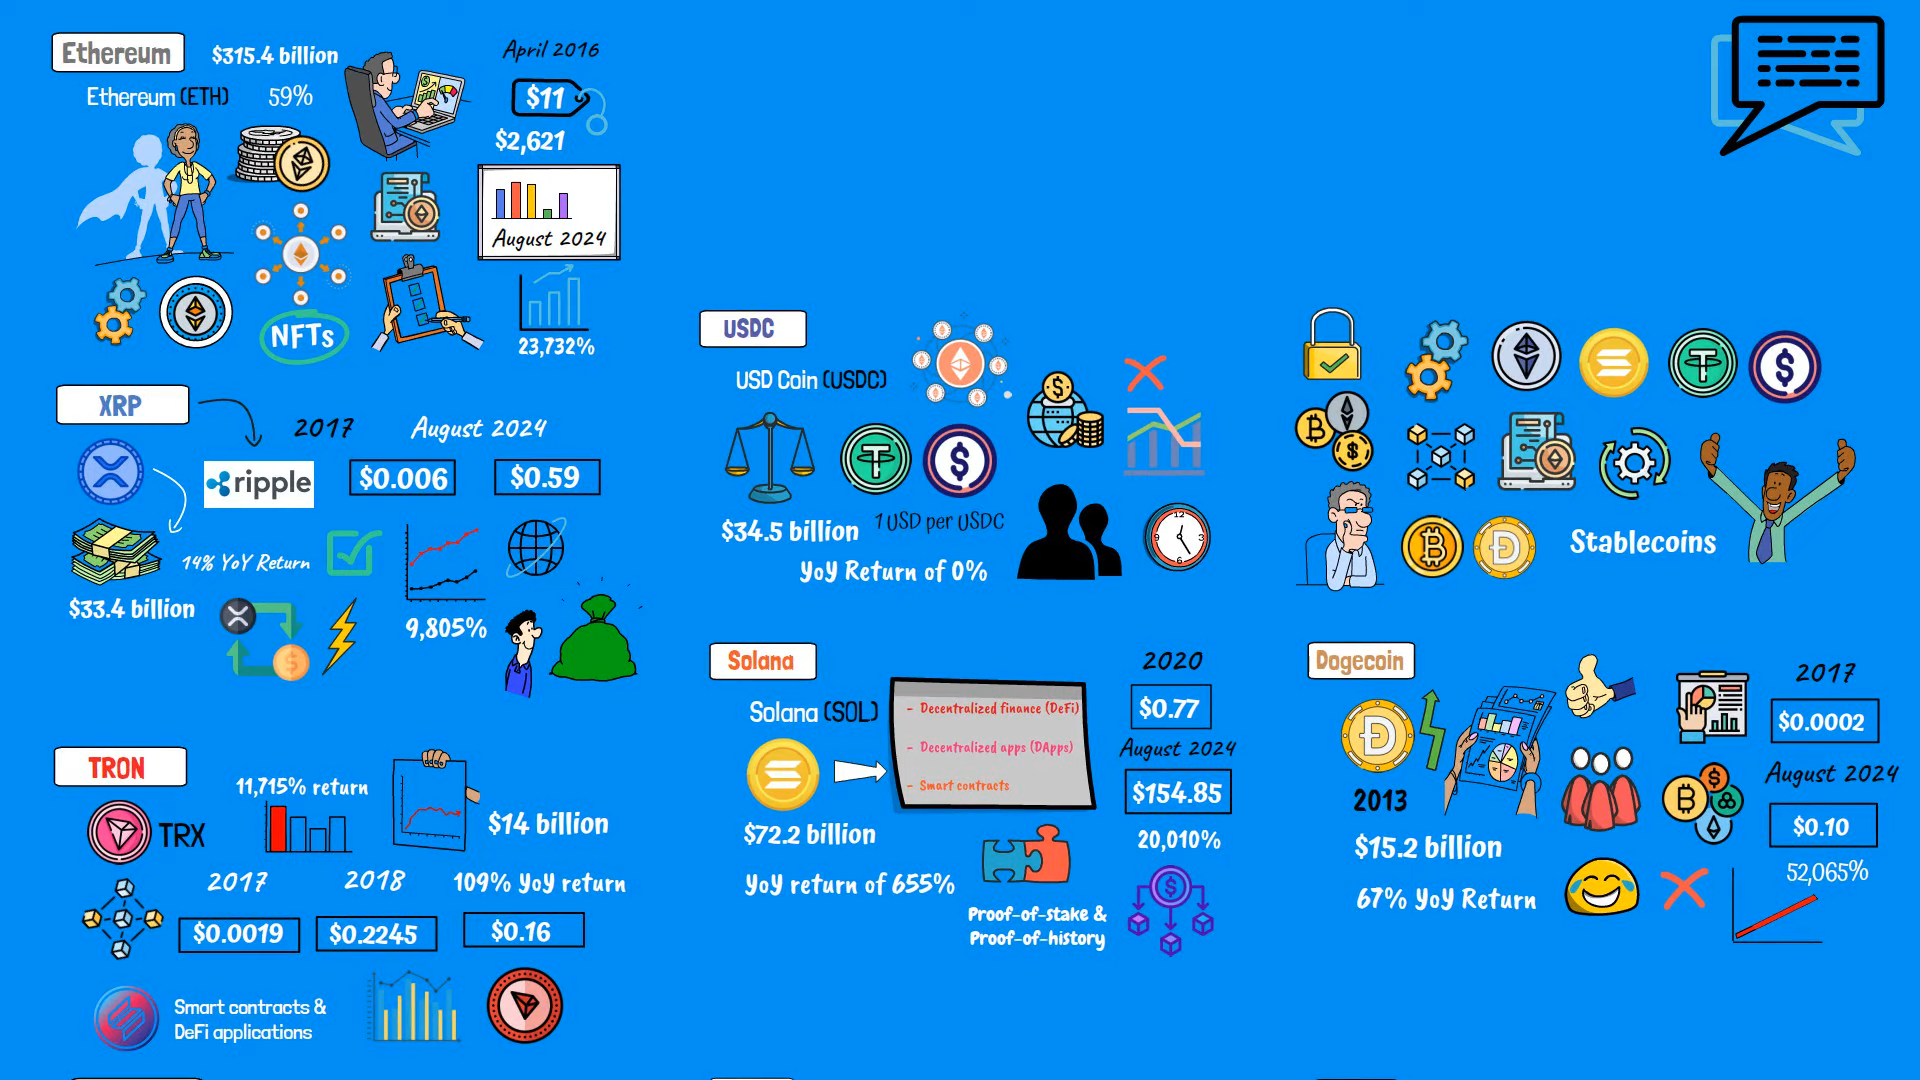 Ethereum
$315.4 billion
Ethereum (ETH)
59%
April 2016
$11
$2,621
August 2024
NFTs
23,732%
XRP
2017
August 2024
ripple
$0.006
$0.59
14% YoY Return
$33.4 billion
9,805%
TRON
11,715% return
TRX
$14 billion
2017
2018
109% YoY return
$0.0019
$0.2245
$0.16
Smart contracts &
DeFi applications
USDC
USD Coin (USDC)
$34.5 billion
1 USD per USDC
YoY Return of 0%
12
3
6
9
Stablecoins
Solana
Solana (SOL)
- Decentralized finance (DeFi)
- Decentralized apps (DApps)
- Smart contracts
2020
$0.77
August 2024
$154.85
20,010%
$72.2 billion
YoY return of 655%
Proof-of-stake &
Proof-of-history
Dogecoin
2013
$15.2 billion
67% YoY Return
2017
$0.0002
August 2024
$0.10
52,065%